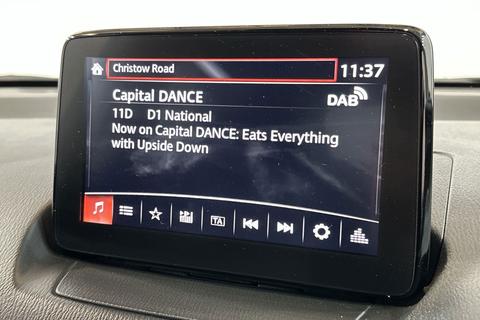 Christow Road
11:37
Capital DANCE
DAB
11D D1 National
Now on Capital DANCE: Eats Everything
with Upside Down
TA